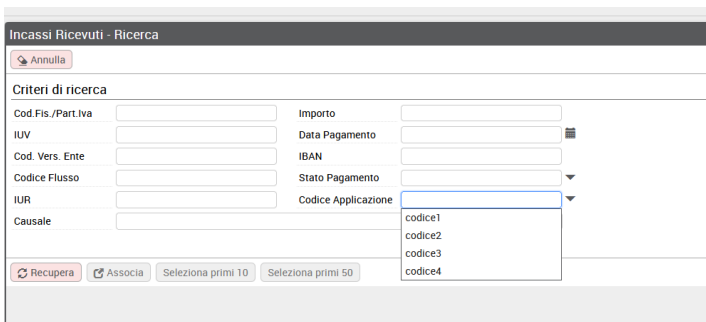 Incassi Ricevuti - Ricerca
Annulla
Criteri di ricerca
Cod.Fis./Part.Iva Importo
IUV Data Pagamento
Cod. Vers. Ente IBAN
Codice Flusso Stato Pagamento
IUR Codice Applicazione
Causale
codice1
codice2
codice3
codice4
Recupera Associa Seleziona primi 10 Seleziona primi 50